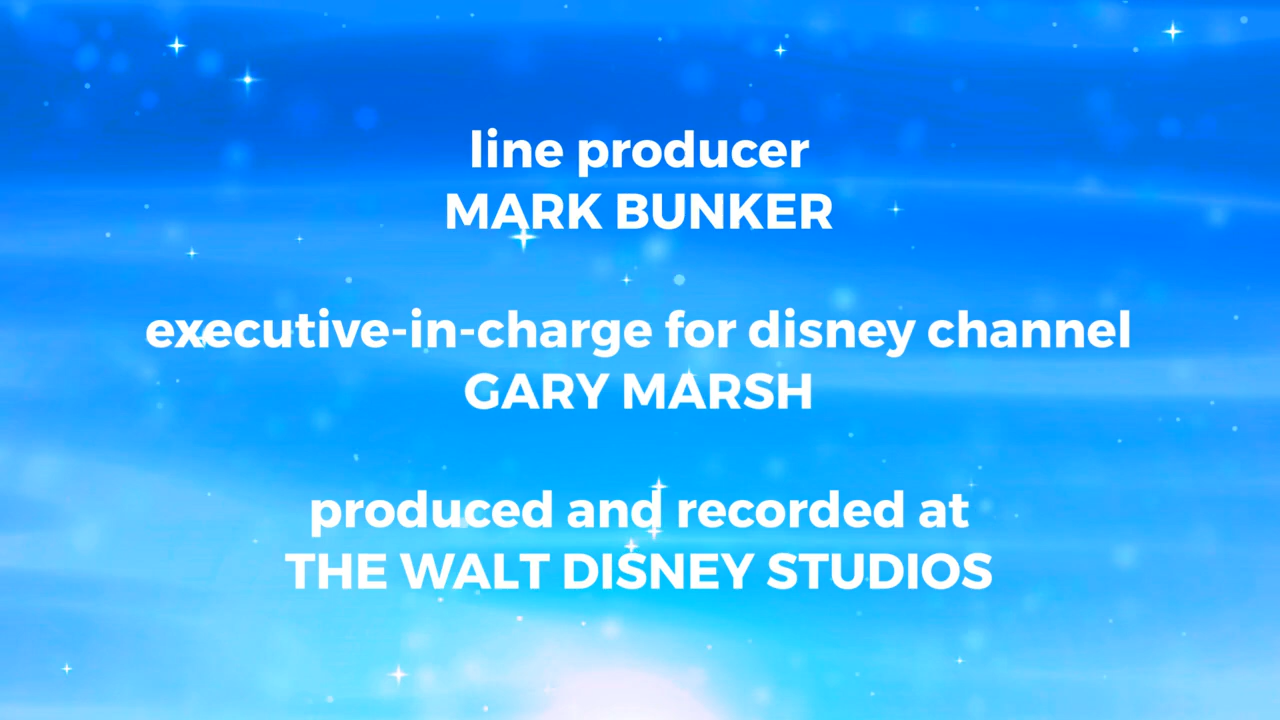 line producer
MARK BUNKER
executive-in-charge for disney channel
GARY MARSH
produced and recorded at
THE WALT DISNEY STUDIOS